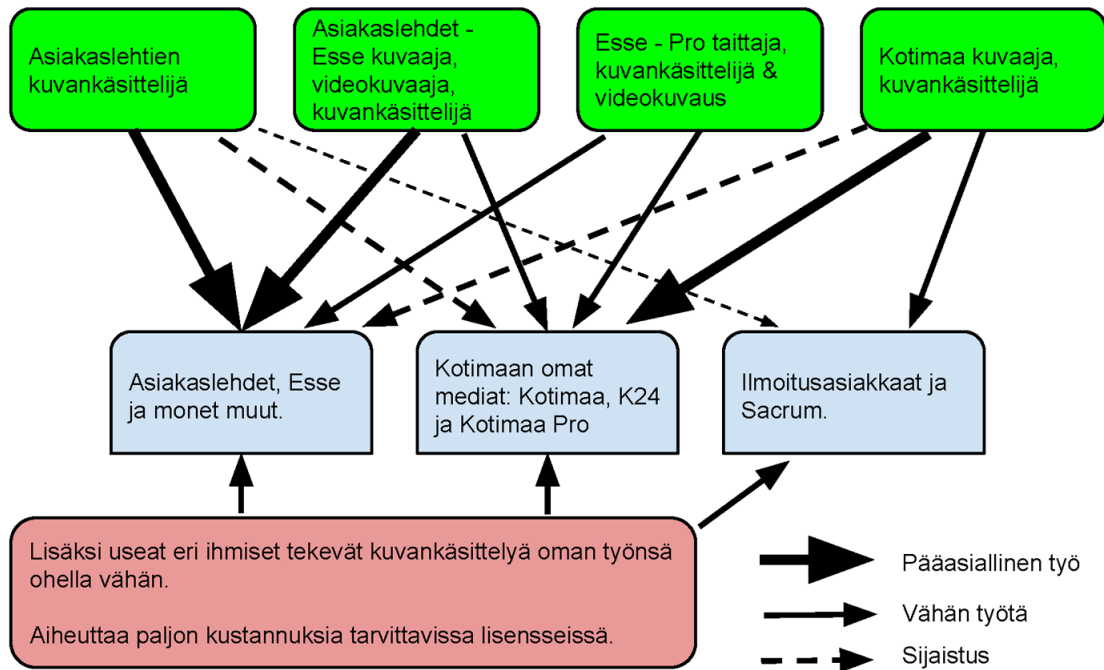 Asiakaslehtien
kuvankäsittelijä
Asiakaslehdet -
Esse kuvaaja,
videokuvaaja,
kuvankäsittelijä
Esse - Pro taittaja,
kuvankäsittelijä &
videokuvaus
Kotimaa kuvaaja,
kuvankäsittelijä
Asiakaslehdet, Esse
ja monet muut.
Kotimaan omat
mediat: Kotimaa, K24
ja Kotimaa Pro
Ilmoitusasiakkaat ja
Sacrum.
Lisäksi useat eri ihmiset tekevät kuvankäsittelyä oman työnsä
ohella vähän.
Aiheuttaa paljon kustannuksia tarvittavissa lisensseissä.
Pääasiallinen työ
Vähän työtä
Sijaistus